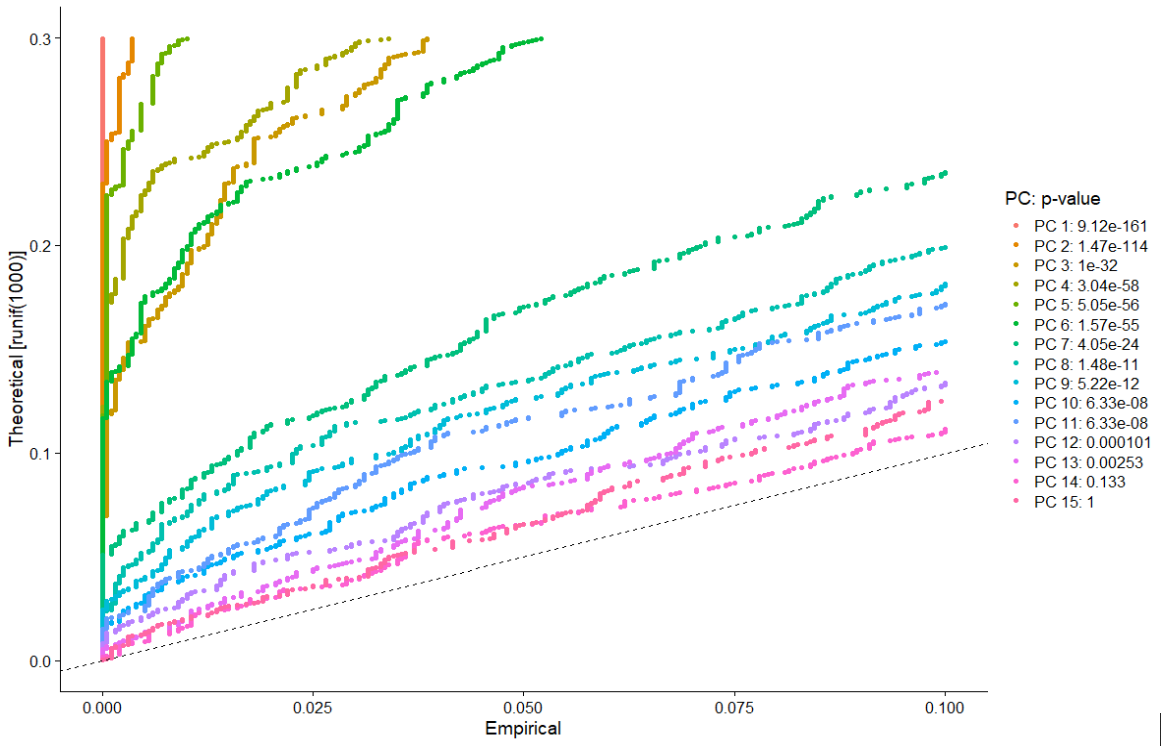 0.3
0.2
0.1
0.0
Theoretical [runif(1000)]
0.000
0.025
0.050
0.075
0.100
Empirical
PC: p-value
PC 1: 9.12e-161
PC 2: 1.47e-114
PC 3: 1e-32
PC 4: 3.04e-58
PC 5: 5.05e-56
PC 6: 1.57e-55
PC 7: 4.05e-24
PC 8: 1.48e-11
PC 9: 5.22e-12
PC 10: 6.33e-08
PC 11: 6.33e-08
PC 12: 0.000101
PC 13: 0.00253
PC 14: 0.133
PC 15: 1